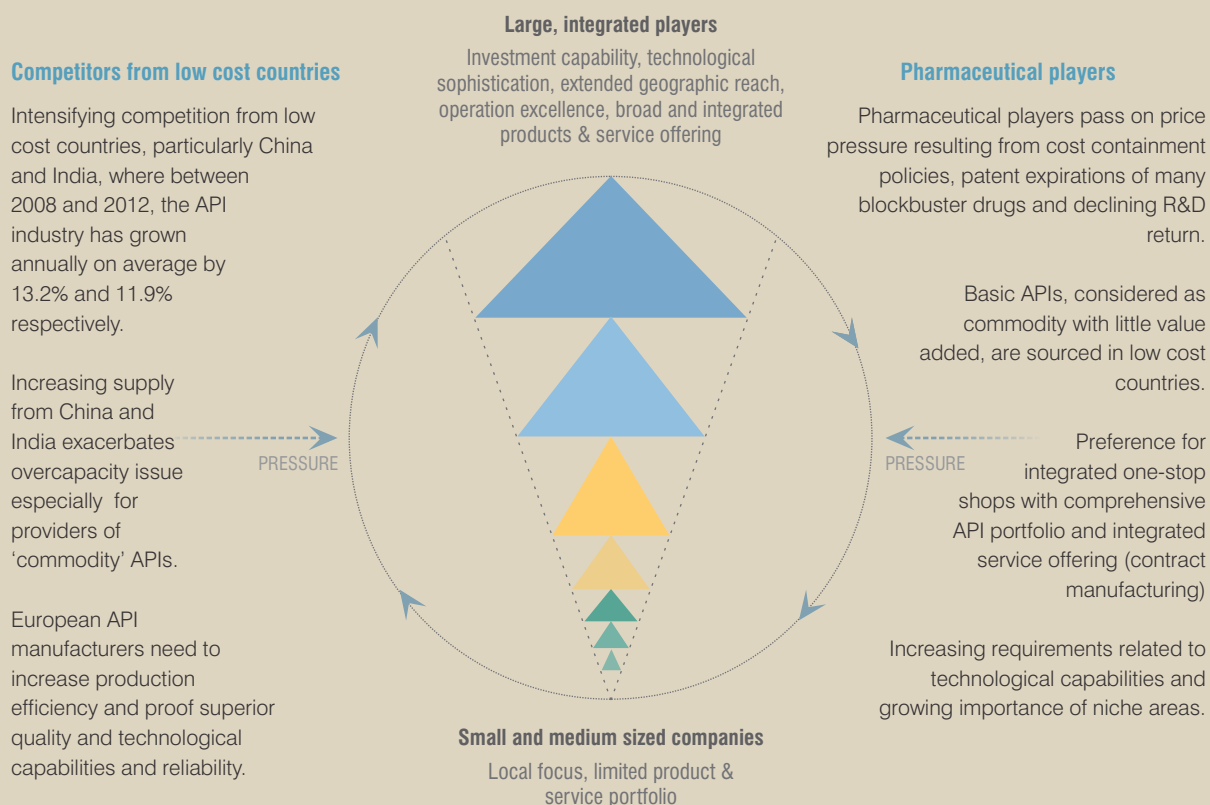 Large, integrated players
Investment capability, technological
sophistication, extended geographic reach,
operation excellence, broad and integrated
products & service offering
Competitors from low cost countries
Intensifying competition from low
cost countries, particularly China
and India, where between
2008 and 2012, the API
industry has grown
annually on average by
13.2% and 11.9%
respectively.
Increasing supply
from China and
India exacerbates
overcapacity issue
especially for
providers of
‘commodity’ APIs.
European API
manufacturers need to
increase production
efficiency and proof superior
quality and technological
capabilities and reliability.
PRESSURE
Pharmaceutical players
Pharmaceutical players pass on price
pressure resulting from cost containment
policies, patent expirations of many
blockbuster drugs and declining R&D
return.
Basic APIs, considered as
commodity with little value
added, are sourced in low cost
countries.
Preference for
integrated one-stop
shops with comprehensive
API portfolio and integrated
service offering (contract
manufacturing)
Increasing requirements related to
technological capabilities and
growing importance of niche areas.
PRESSURE
Small and medium sized companies
Local focus, limited product &
service portfolio